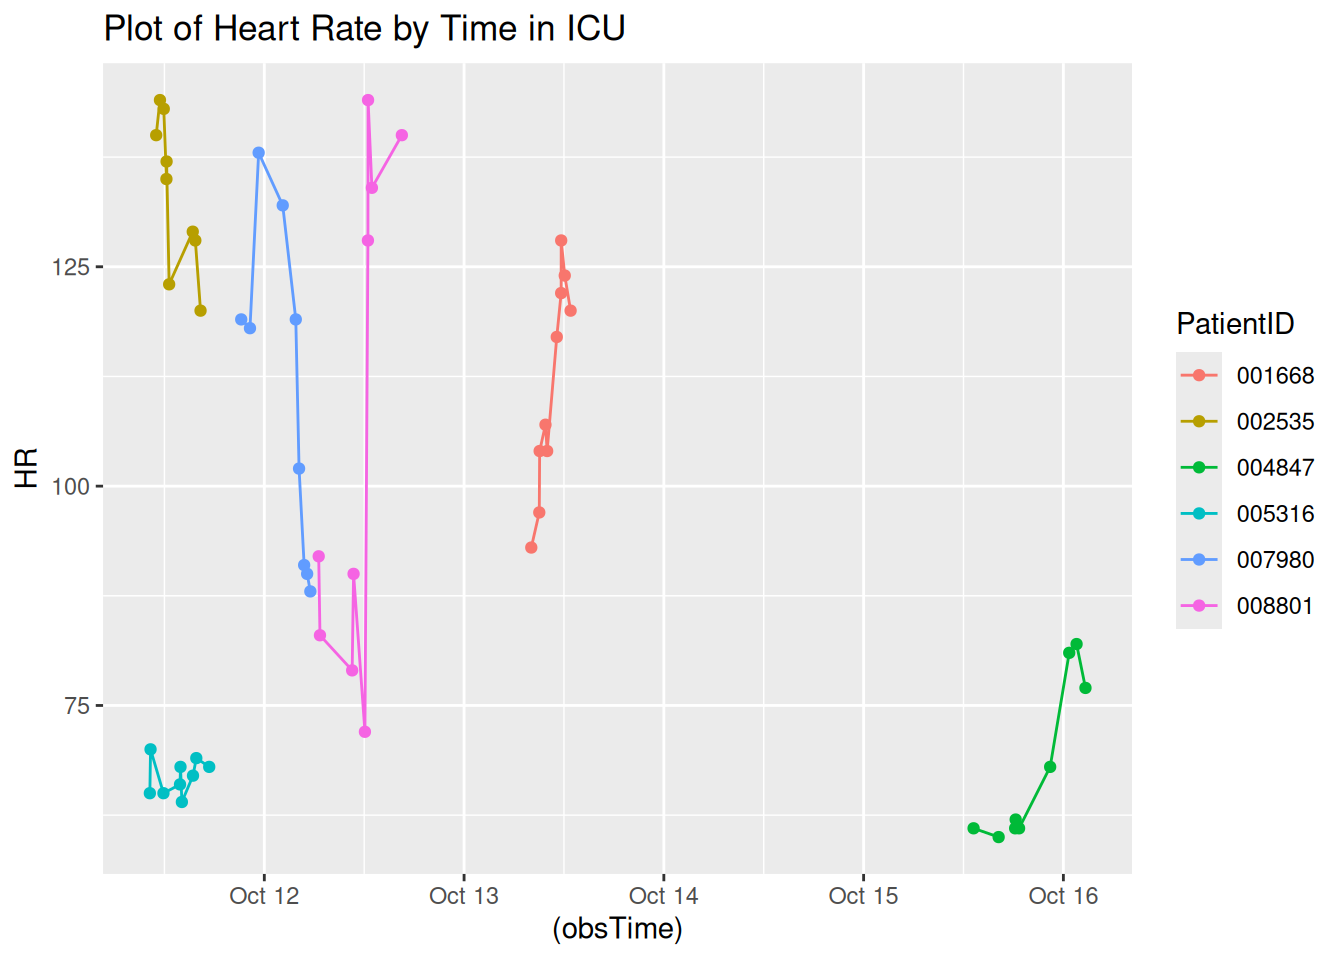 Plot of Heart Rate by Time in ICU
HR
125
100
75
Oct 12
Oct 13
Oct 14
Oct 15
Oct 16
(obsTime)
PatientID
001668
002535
004847
005316
007980
008801